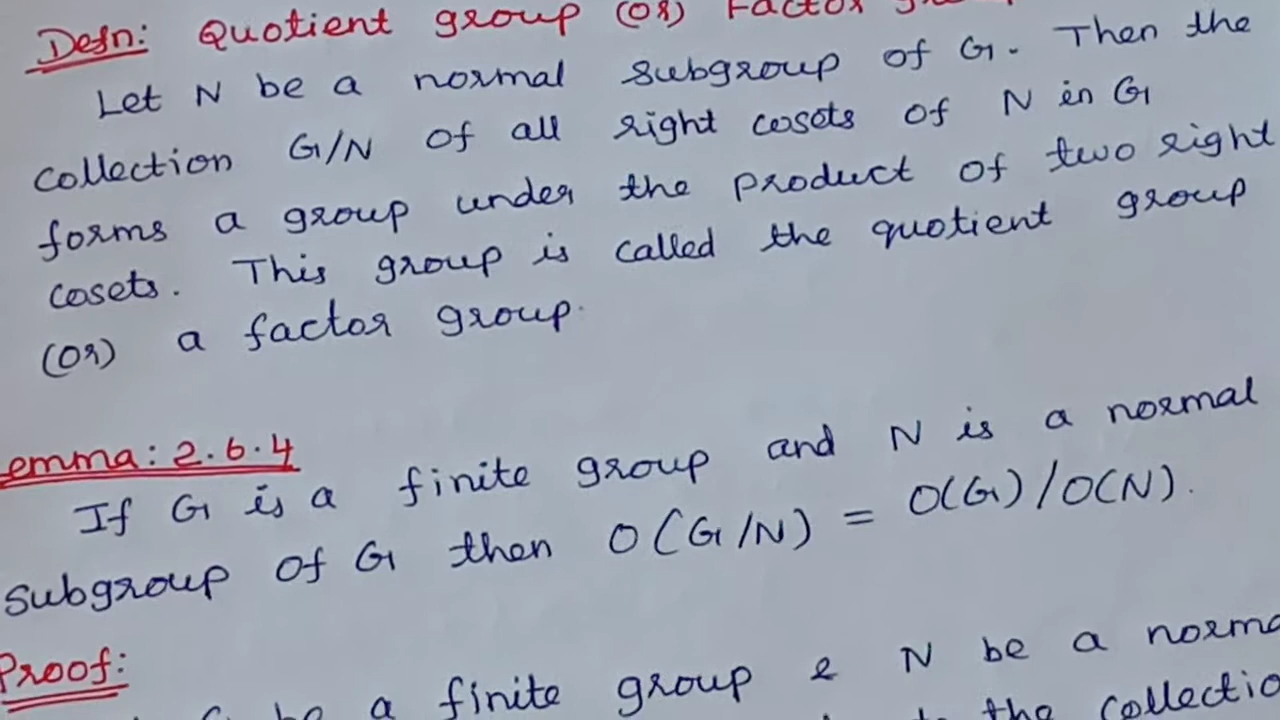 Defn: Quotient group (or) Factor
Let N be a normal subgroup of G. Then the
collection G/N of all right cosets of N in G
forms a group under the product of two right
cosets. This group is called the quotient group
(or) a factor group.
emma: 2.6.4
If G is a finite group and N is a normal
subgroup of G then O(G/N) = O(G)/O(N).
Proof:
a finite group & N be a norma
the collectio